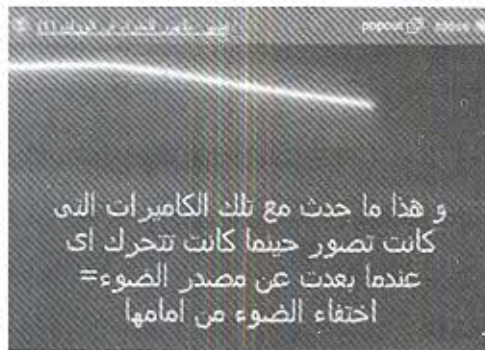 popout
و هذا ما حدث مع تلك الكاميرات التى
كانت تصور حينما كانت تتحرك اى
عندما بعدت عن مصدر الضوء=
اختفاء الضوء من امامها